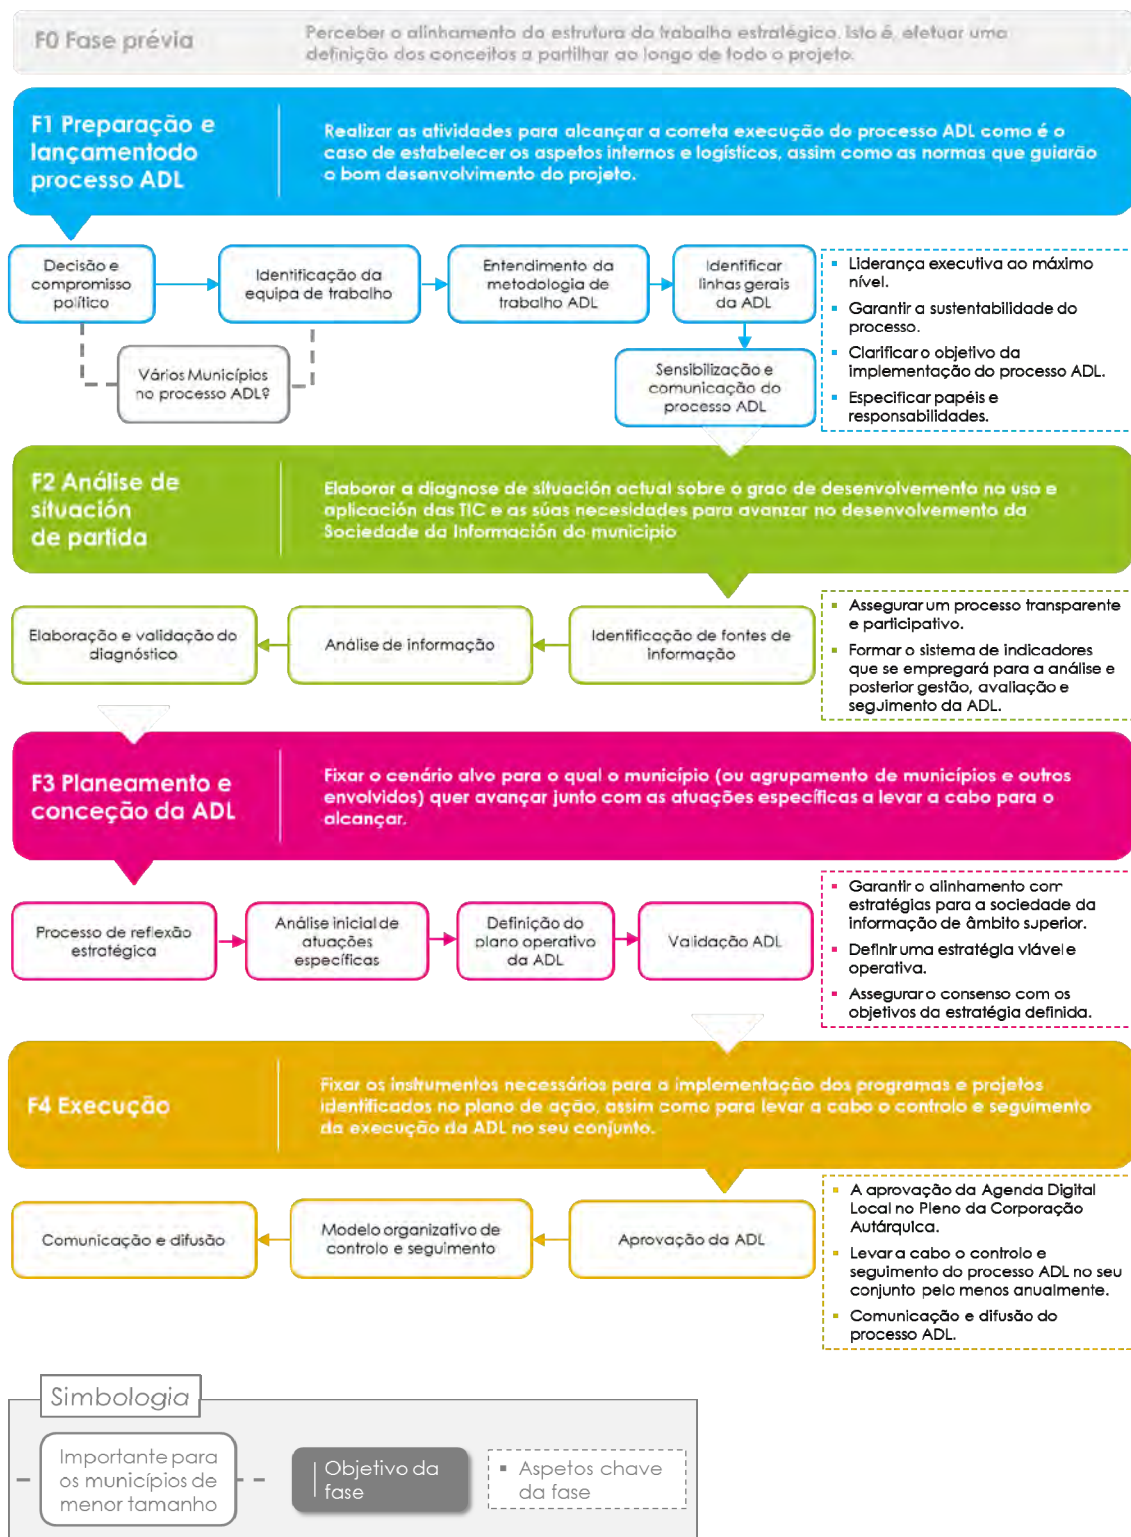 F0 Fase prévia
Perceber o alinhamento da estrutura do trabalho estratégico. Isto é, efetuar uma
definição dos conceitos a partilhar ao longo de todo o projeto.
F1 Preparação e
lançamentodo
processo ADL
Realizar as atividades para alcançar a correta execução do processo ADL como é o
caso de estabelecer os aspetos internos e logísticos, assim como as normas que guiarão
o bom desenvolvimento do projeto.
Decisão e
compromisso
político
Identificação da
equipa de trabalho
Entendimento da
metodologia de
trabalho ADL
Identificar
linhas gerais
da ADL
Vários Municípios
no processo ADL?
Sensibilização e
comunicação do
processo ADL
▪ Liderança executiva ao máximo
nível.
▪ Garantir a sustentabilidade do
processo.
▪ Clarificar o objetivo da
implementação do processo ADL.
▪ Especificar papéis e
responsabilidades.
F2 Análise de
situación
de partida
Elaborar a diagnose de situación actual sobre o grao de desenvolvemento no uso e
aplicación das TIC e as súas necesidades para avanzar no desenvolvemento da
Sociedade da Información do municipio
Elaboração e validação do
diagnóstico
Análise de informação
Identificação de fontes de
informação
▪ Assegurar um processo transparente
e participativo.
▪ Formar o sistema de indicadores
que se empregará para a análise e
posterior gestão, avaliação e
seguimento da ADL.
F3 Planeamento e
conceção da ADL
Fixar o cenário alvo para o qual o município (ou agrupamento de municípios e outros
envolvidos) quer avançar junto com as atuações específicas a levar a cabo para o
alcançar.
Processo de reflexão
estratégica
Análise inicial de
atuações
específicas
Definição do
plano operativo
da ADL
Validação ADL
▪ Garantir o alinhamento com
estratégias para a sociedade da
informação de âmbito superior.
▪ Definir uma estratégia viável e
operativa.
▪ Assegurar o consenso com os
objetivos da estratégia definida.
F4 Execução
Fixar os instrumentos necessários para a implementação dos programas e projetos
identificados no plano de ação, assim como para levar a cabo o controlo e seguimento
da execução da ADL no seu conjunto.
Comunicação e difusão
Modelo organizativo de
controlo e seguimento
Aprovação da ADL
▪ A aprovação da Agenda Digital
Local no Pleno da Corporação
Autárquica.
▪ Levar a cabo o controlo e
seguimento do processo ADL no seu
conjunto pelo menos anualmente.
▪ Comunicação e difusão do
processo ADL.
Simbologia
Importante para
os municípios de
menor tamanho
Objetivo da
fase
▪ Aspetos chave
da fase